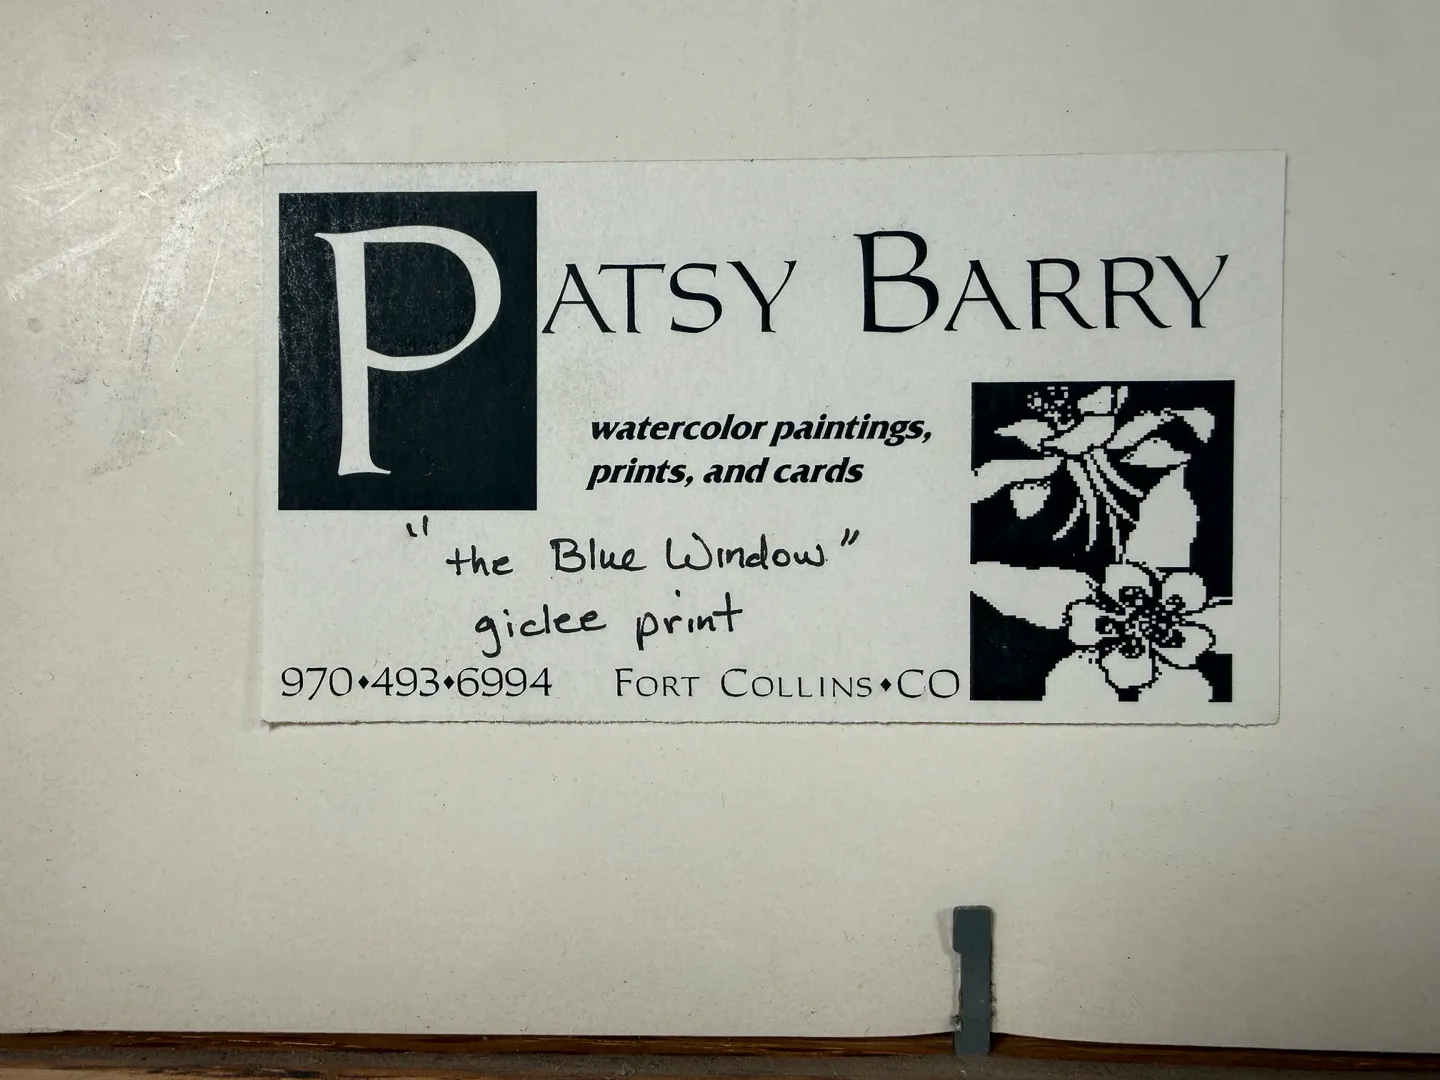 PATSY BARRY
watercolor paintings,
prints, and cards
"the Blue Window"
giclee print
970♦493♦6994 FORT COLLINS♦CO